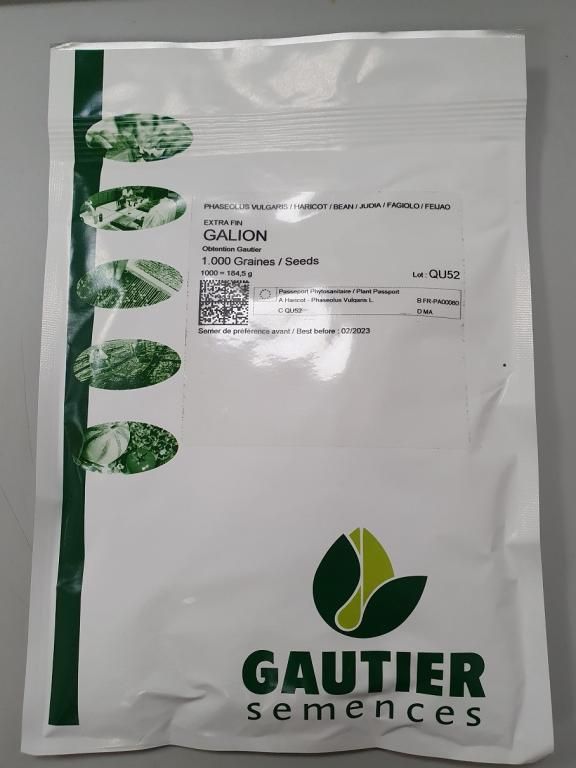 PHASEOLUS VULGARIS / HARICOT / BEAN / JUDIA / FAGIOLO / FEIJAO
EXTRA FIN
GALION
Obtention Gautier
1.000 Graines / Seeds
1000 = 184,5 g
Lot : QU52
Passeport Phytosanitaire / Plant Passport
A Haricot - Phaseolus Vulgaris L.
B FR-PA00080
C QU52
D MA
Semer de préférence avant / Best before : 02/2023
GAUTIER
semences